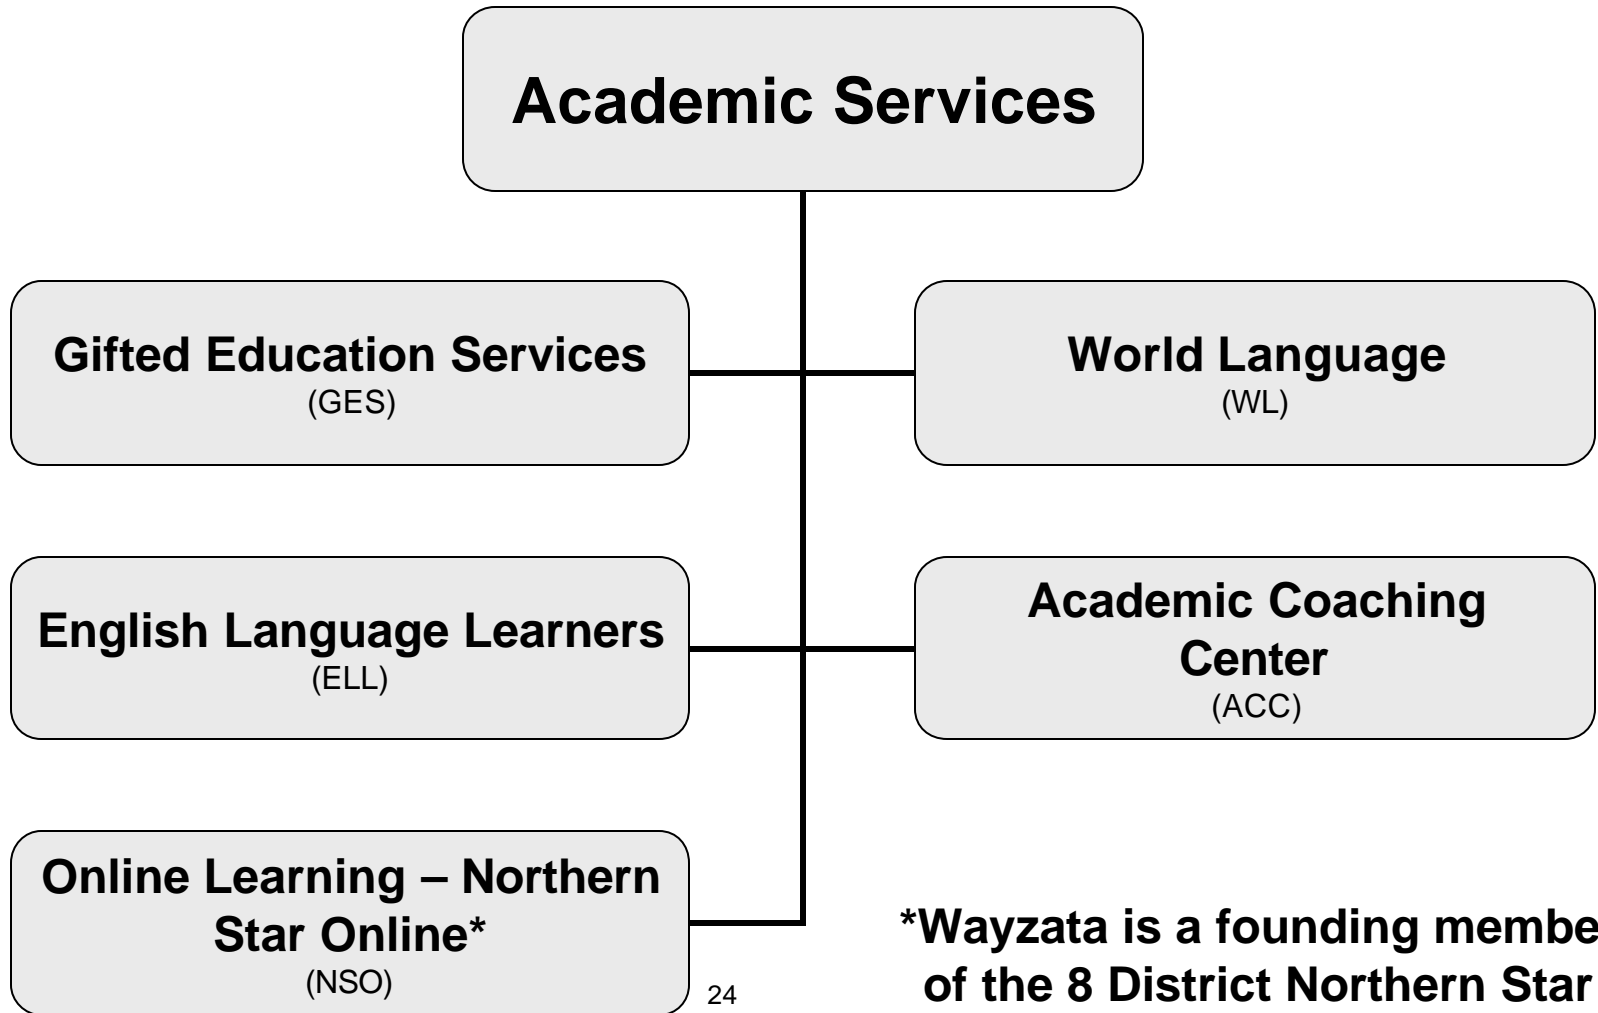 Academic Services
Gifted Education Services
(GES)
World Language
(WL)
English Language Learners
(ELL)
Academic Coaching
Center
(ACC)
Online Learning – Northern
Star Online*
(NSO)
*Wayzata is a founding membe
of the 8 District Northern Star
24